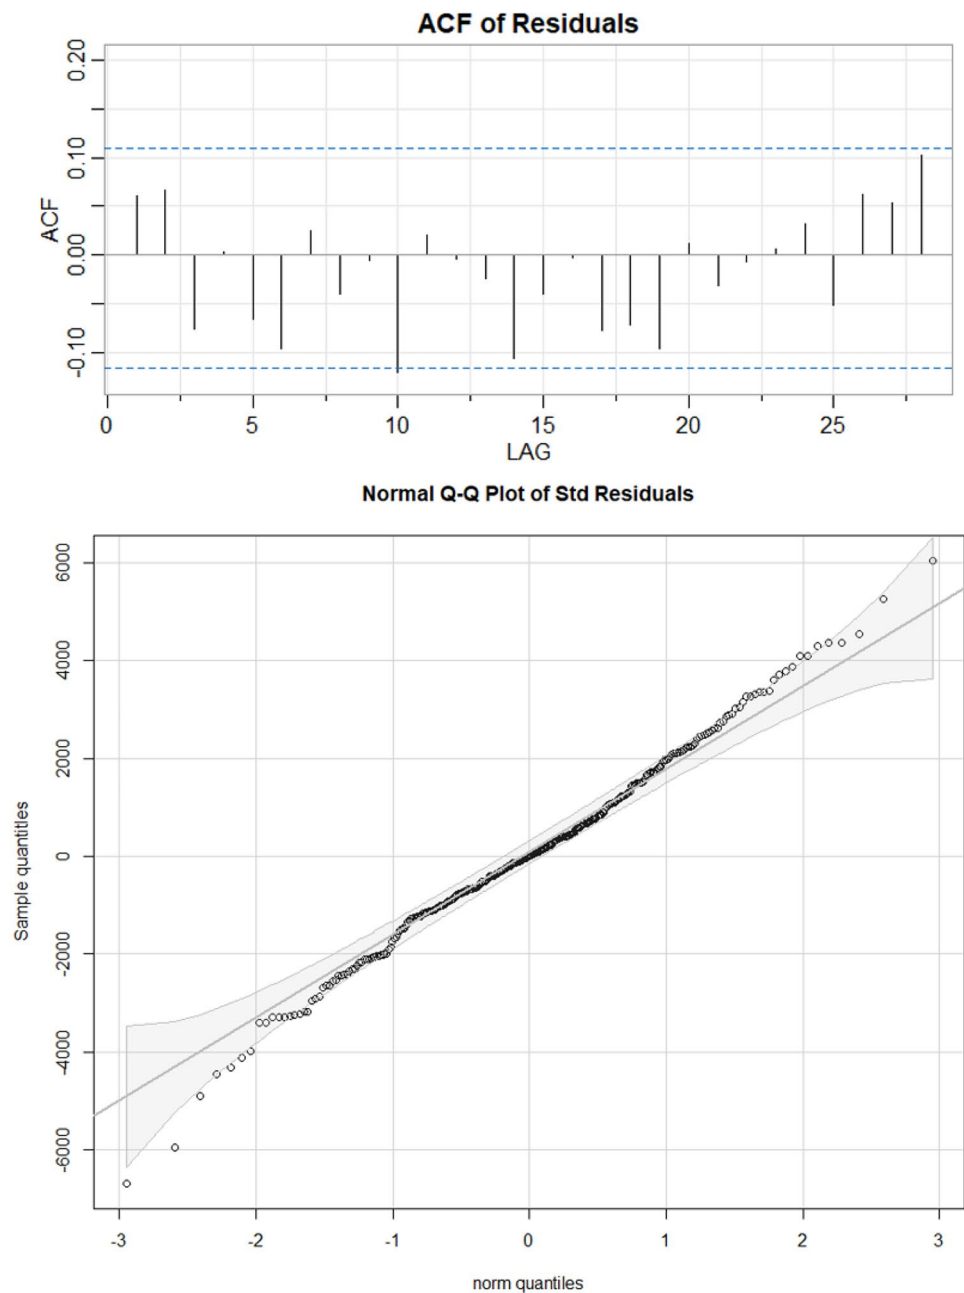 ACF of Residuals
0.20
0.10
0.00
-0.10
ACF
0 5 10 15 20 25
LAG
Normal Q-Q Plot of Std Residuals
6000
4000
2000
0
-2000
-4000
-6000
Sample quantitles
-3 -2 -1 0 1 2 3
norm quantiles